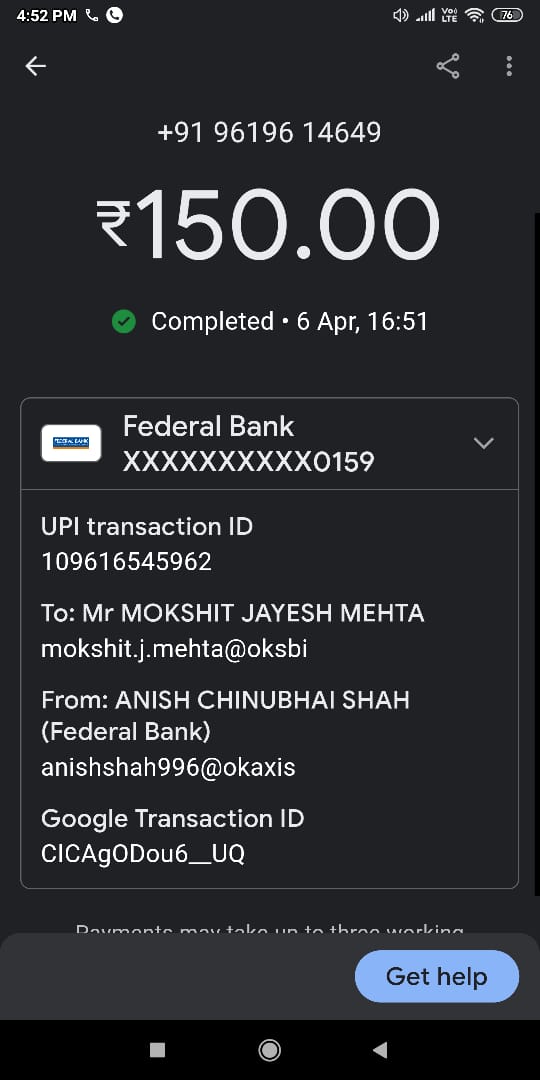 4:52 PM
Vo) LTE 76
+91 96196 14649
₹150.00
Completed • 6 Apr, 16:51
FEDERAL BANK
Federal Bank
XXXXXXXXXX0159
UPI transaction ID
109616545962
To: Mr MOKSHIT JAYESH MEHTA
mokshit.j.mehta@oksbi
From: ANISH CHINUBHAI SHAH
(Federal Bank)
anishshah996@okaxis
Google Transaction ID
CICAgODou6__UQ
Payments may take up to three working
Get help